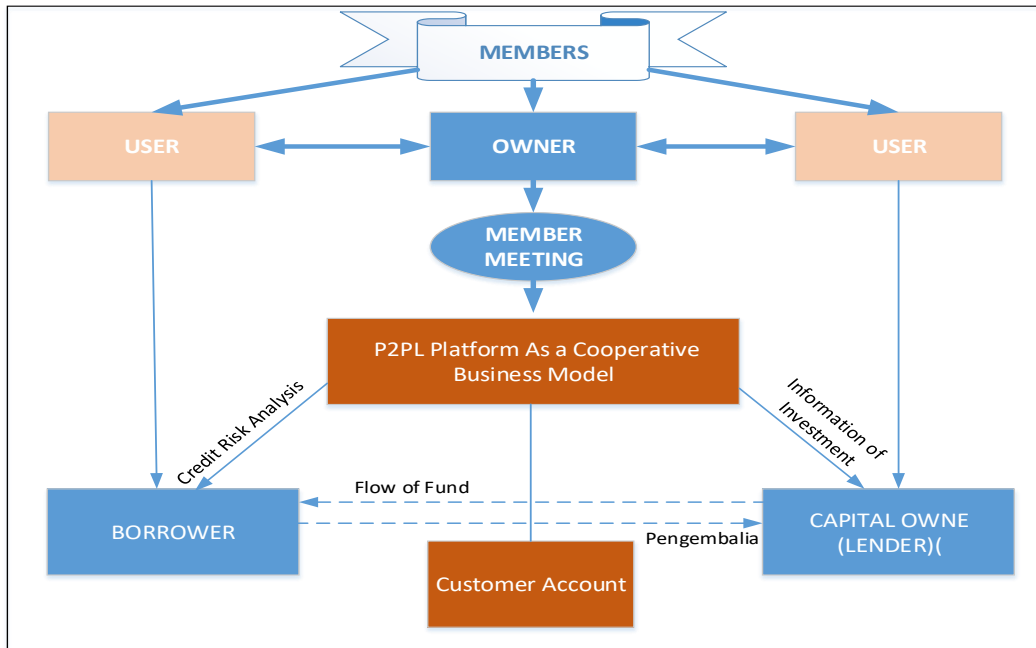 MEMBERS
USER
OWNER
USER
MEMBER
MEETING
P2PL Platform As a Cooperative
Business Model
Credit Risk Analysis
Information of
Investment
Flow of Fund
BORROWER
Pengembalia
CAPITAL OWNE
(LENDER)(
Customer Account